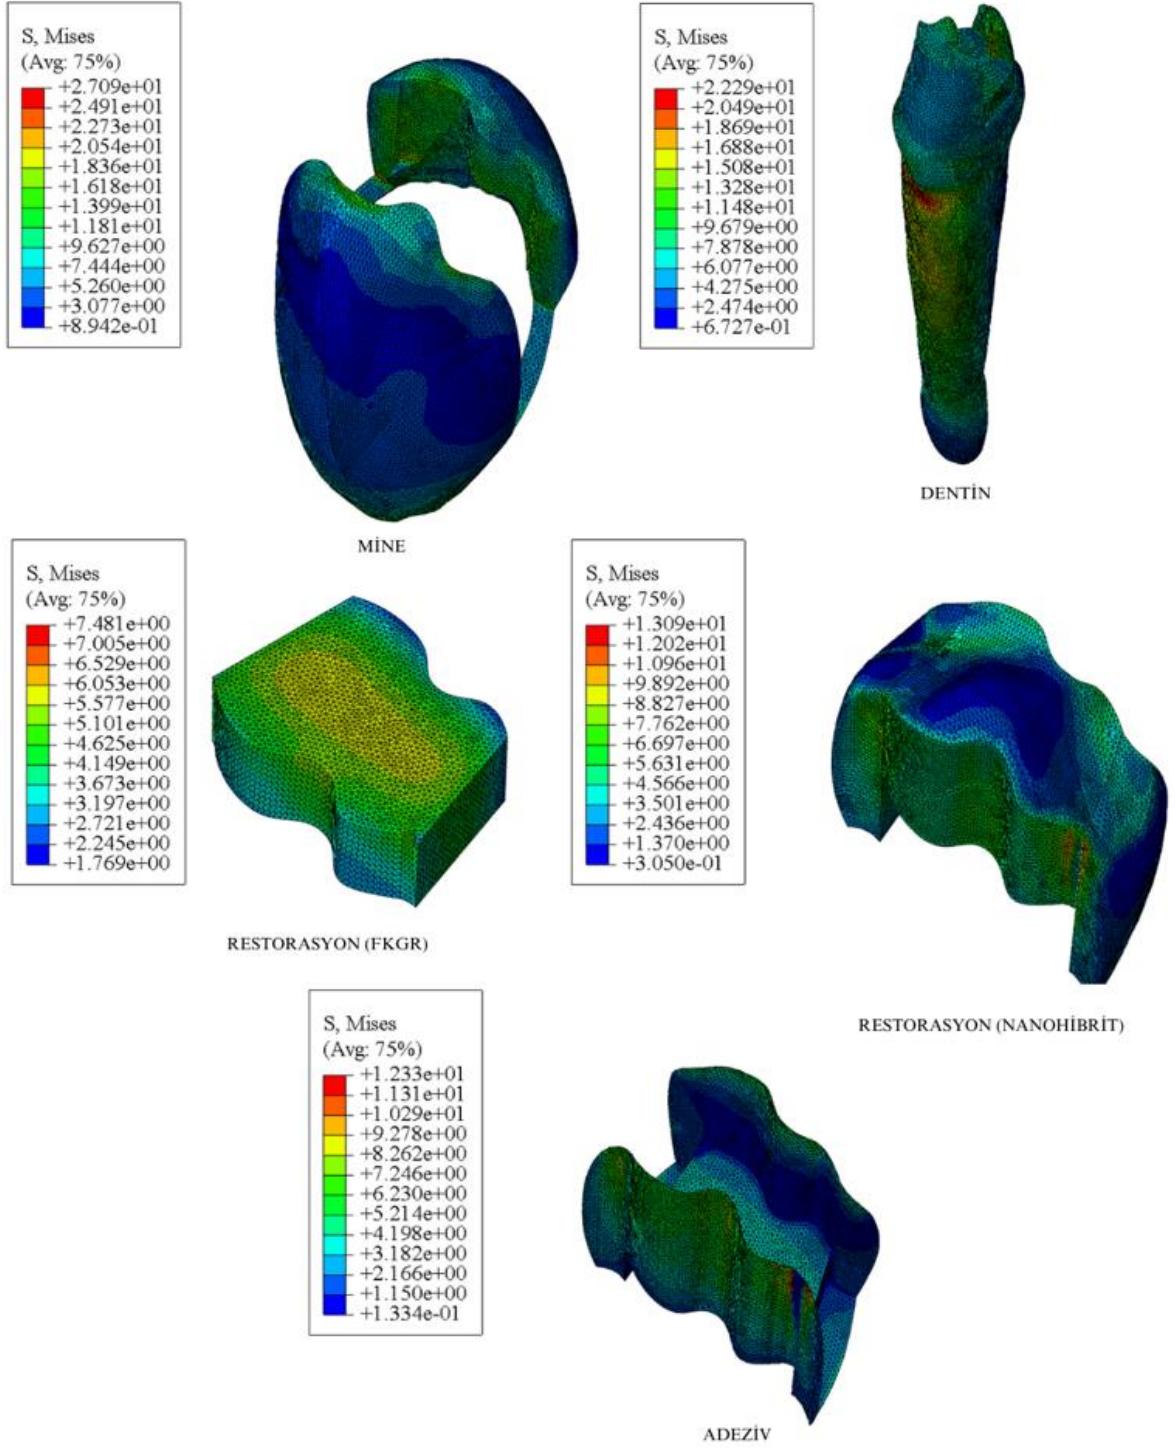 S, Mises
(Avg: 75%)
+2.709e+01
+2.491e+01
+2.273e+01
+2.054e+01
+1.836e+01
+1.618e+01
+1.399e+01
+1.181e+01
+9.627e+00
+7.444e+00
+5.260e+00
+3.077e+00
+8.942e-01
MİNE
S, Mises
(Avg: 75%)
+2.229e+01
+2.049e+01
+1.869e+01
+1.688e+01
+1.508e+01
+1.328e+01
+1.148e+01
+9.679e+00
+7.878e+00
+6.077e+00
+4.275e+00
+2.474e+00
+6.727e-01
DENTİN
S, Mises
(Avg: 75%)
+7.481e+00
+7.005e+00
+6.529e+00
+6.053e+00
+5.577e+00
+5.101e+00
+4.625e+00
+4.149e+00
+3.673e+00
+3.197e+00
+2.721e+00
+2.245e+00
+1.769e+00
RESTORASYON (FKGR)
S, Mises
(Avg: 75%)
+1.309e+01
+1.202e+01
+1.096e+01
+9.892e+00
+8.827e+00
+7.762e+00
+6.697e+00
+5.631e+00
+4.566e+00
+3.501e+00
+2.436e+00
+1.370e+00
+3.050e-01
RESTORASYON (NANOHİBRİT)
S, Mises
(Avg: 75%)
+1.233e+01
+1.131e+01
+1.029e+01
+9.278e+00
+8.262e+00
+7.246e+00
+6.230e+00
+5.214e+00
+4.198e+00
+3.182e+00
+2.166e+00
+1.150e+00
+1.334e-01
ADEZİV